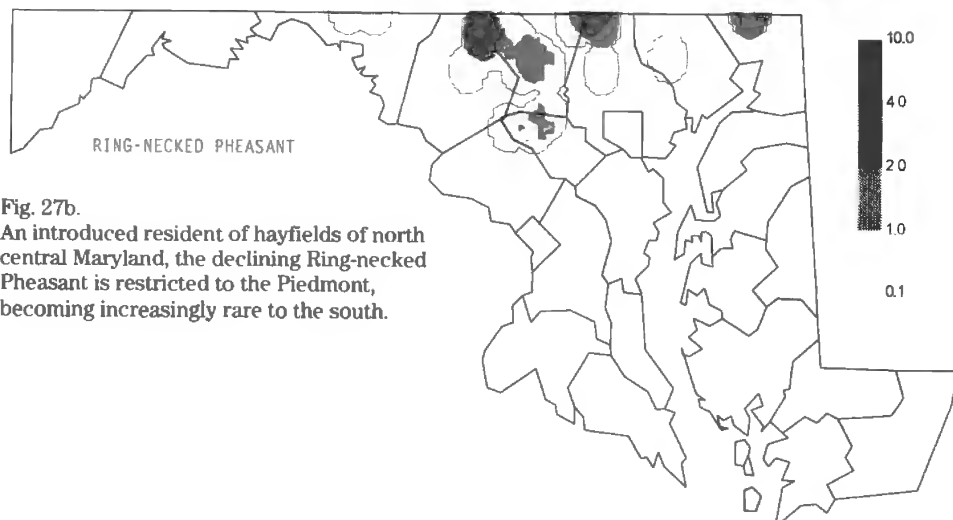 10.0
4.0
2.0
1.0
0.1
RING-NECKED PHEASANT
Fig. 27b.
An introduced resident of hayfields of north
central Maryland, the declining Ring-necked
Pheasant is restricted to the Piedmont,
becoming increasingly rare to the south.